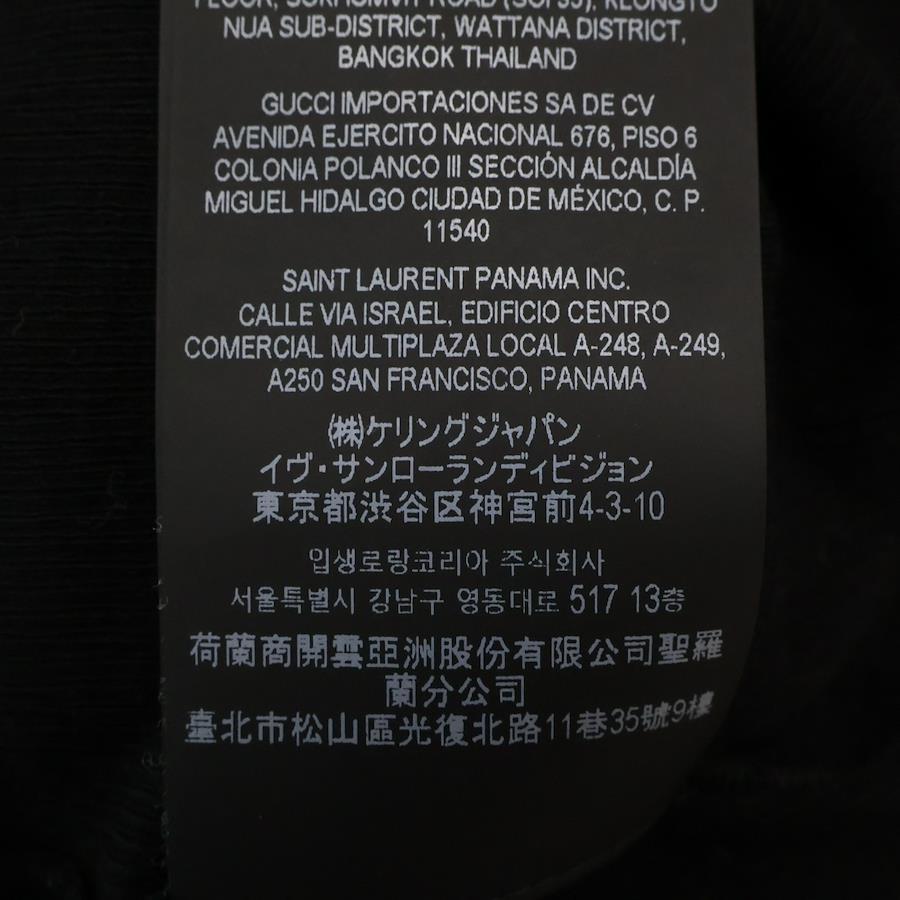 FLOOR, SUKHUMVIT ROAD (SOI 35), KLONGTO
NUA SUB-DISTRICT, WATTANA DISTRICT,
BANGKOK THAILAND
GUCCI IMPORTACIONES SA DE CV
AVENIDA EJERCITO NACIONAL 676, PISO 6
COLONIA POLANCO III SECCIÓN ALCALDÍA
MIGUEL HIDALGO CIUDAD DE MÉXICO, C. P.
11540
SAINT LAURENT PANAMA INC.
CALLE VIA ISRAEL, EDIFICIO CENTRO
COMERCIAL MULTIPLAZA LOCAL A-248, A-249,
A250 SAN FRANCISCO, PANAMA
㈱ケリングジャパン
イヴ・サンローランディビジョン
東京都渋谷区神宮前4-3-10
입생로랑코리아 주식회사
서울특별시 강남구 영동대로 517 13층
荷蘭商開雲亞洲股份有限公司聖羅
蘭分公司
臺北市松山區光復北路11巷35號9樓